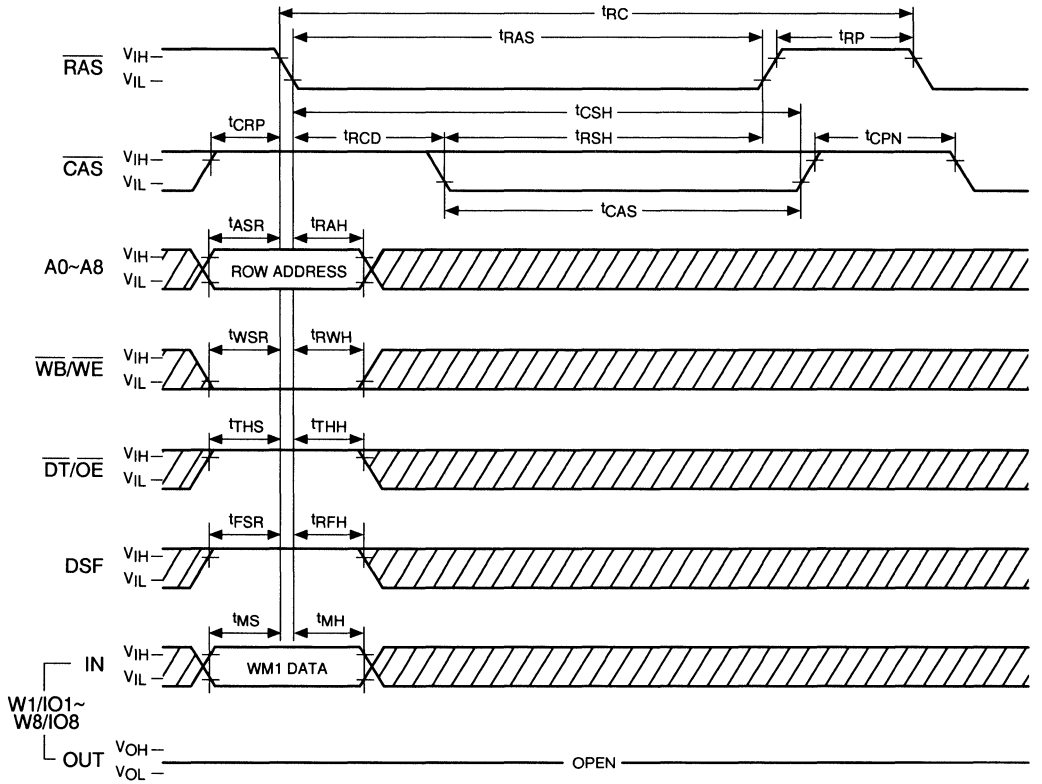 tRC
tRAS
tRP
RAS
VIH
VIL
tCSH
tCRP
tRCD
tRSH
tCPN
CAS
VIH
VIL
tCAS
tASR
tRAH
A0~A8
VIH
VIL
ROW ADDRESS
tWSR
tRWH
WB/WE
VIH
VIL
tTHS
tTHH
DT/OE
VIH
VIL
tFSR
tRFH
DSF
VIH
VIL
tMS
tMH
IN
VIH
VIL
WM1 DATA
W1/IO1~
W8/IO8
OUT
VOH
VOL
OPEN